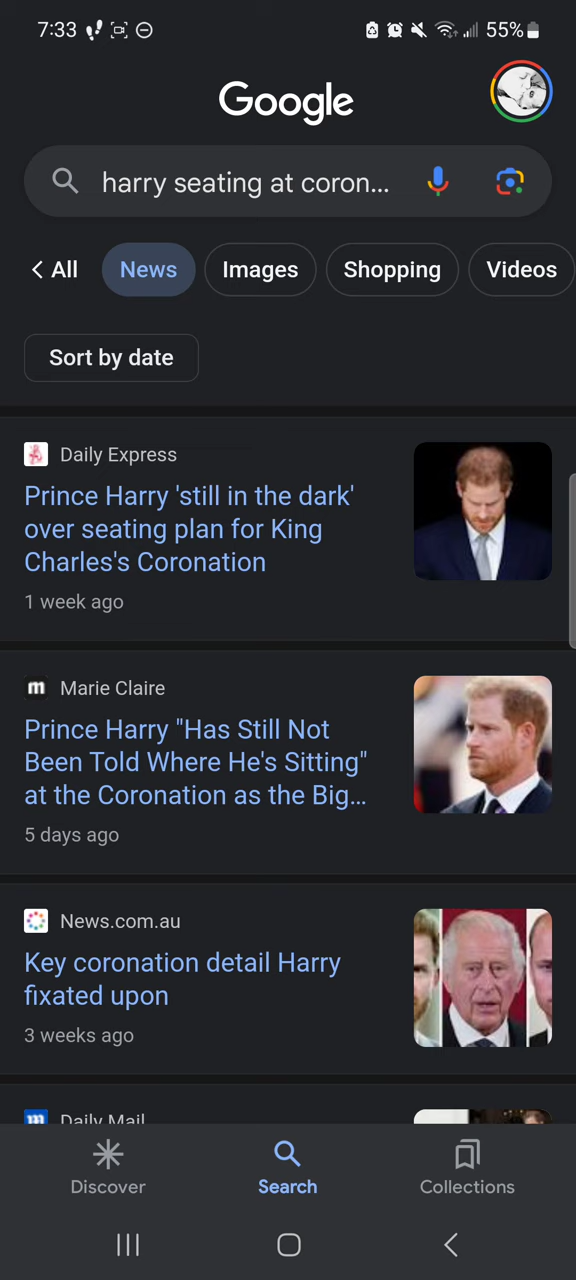 7:33 55%
Google
harry seating at coron...
All News Images Shopping Videos
Sort by date
Daily Express
Prince Harry 'still in the dark'
over seating plan for King
Charles's Coronation
1 week ago
m Marie Claire
Prince Harry "Has Still Not
Been Told Where He's Sitting"
at the Coronation as the Big...
5 days ago
News.com.au
Key coronation detail Harry
fixated upon
3 weeks ago
Daily Mail
Discover Search Collections